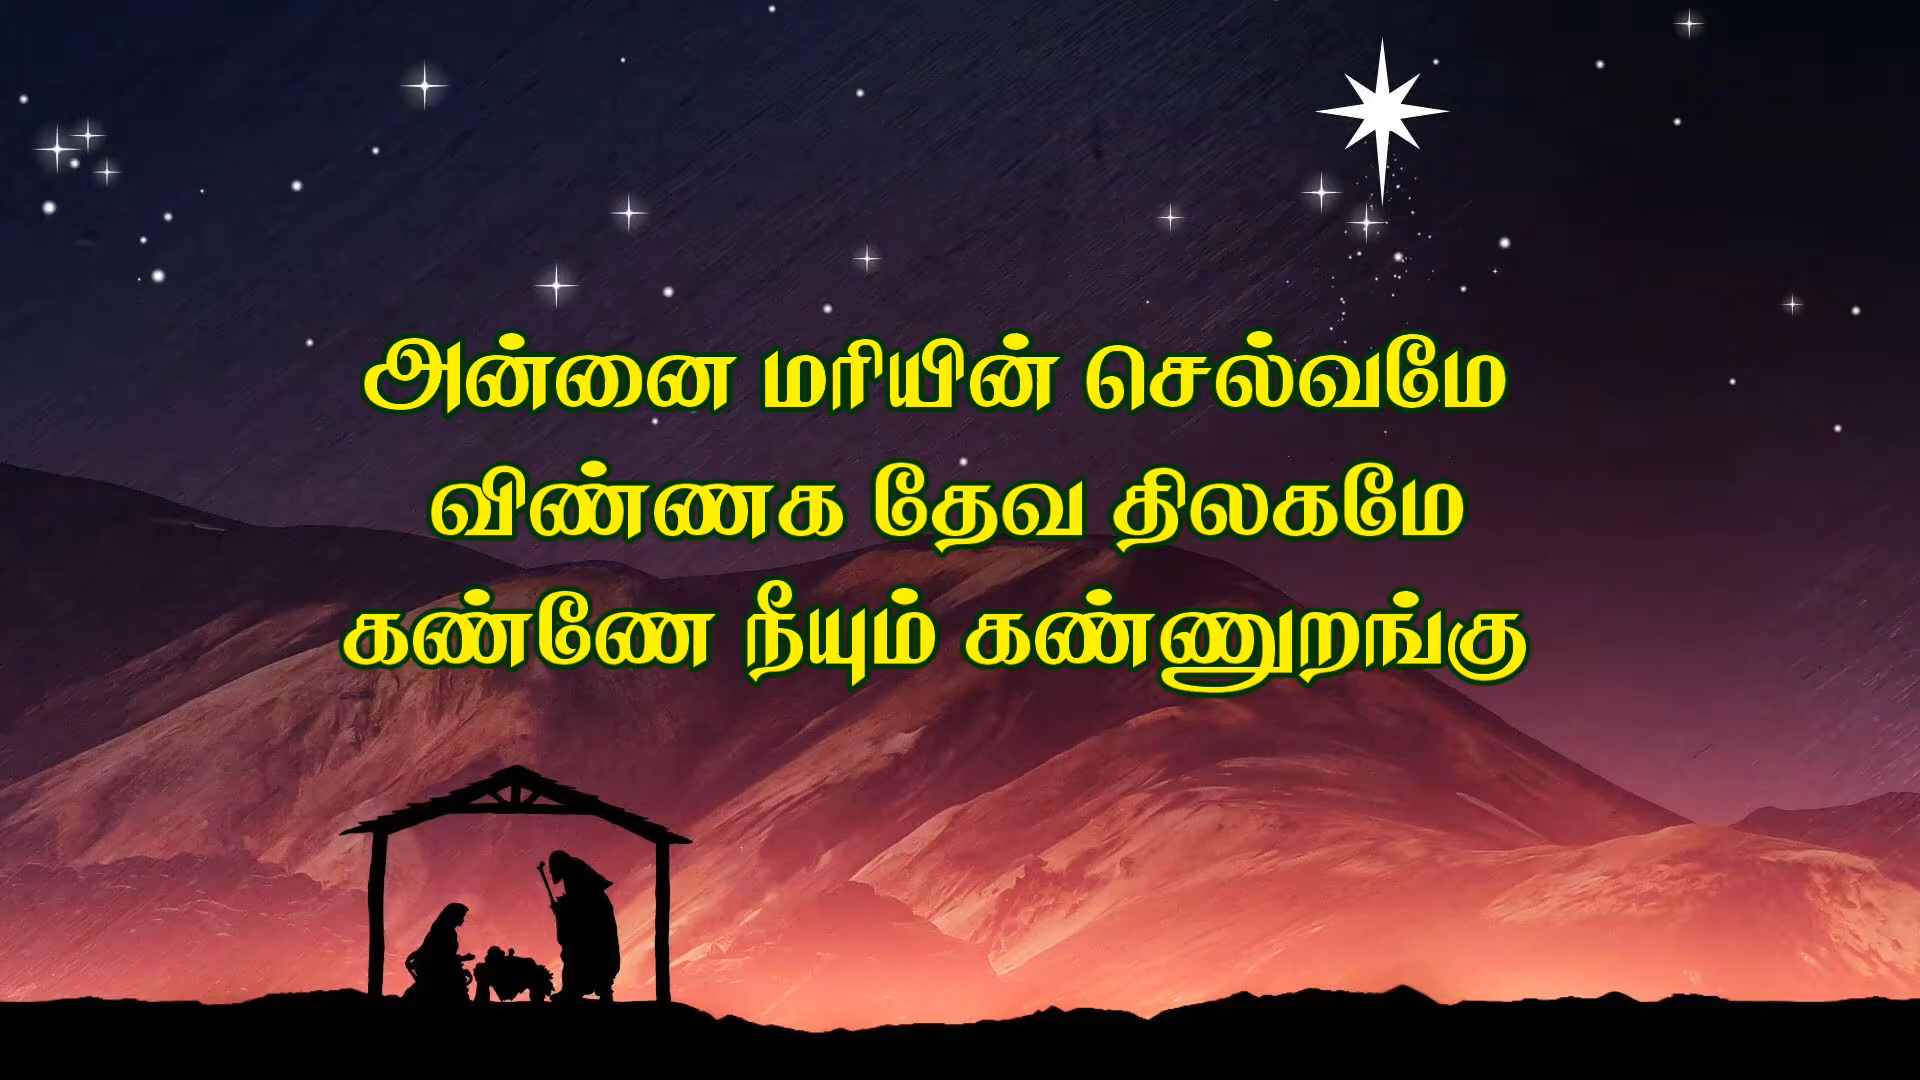 அன்னை மரியின் செல்வமே
விண்ணக தேவ திலகமே
கண்ணே நீயும் கண்ணுறங்கு